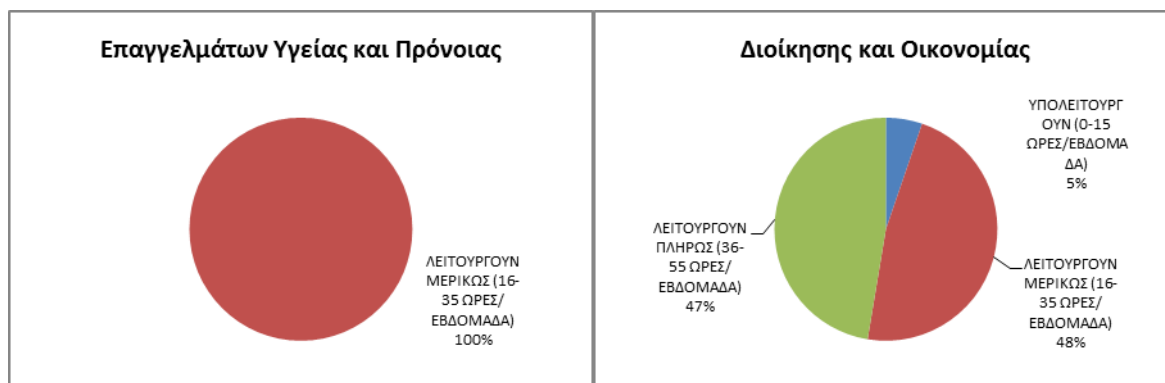 Επαγγελμάτων Υγείας και Πρόνοιας
ΛΕΙΤΟΥΡΓΟΥΝ
ΜΕΡΙΚΩΣ (16-
35 ΩΡΕΣ/
ΕΒΔΟΜΑΔΑ)
100%
Διοίκησης και Οικονομίας
ΥΠΟΛΕΙΤΟΥΡΓ
ΟΥΝ (0-15
ΩΡΕΣ/ΕΒΔΟΜΑ
ΔΑ)
5%
ΛΕΙΤΟΥΡΓΟΥΝ
ΠΛΗΡΩΣ (36-
55 ΩΡΕΣ/
ΕΒΔΟΜΑΔΑ)
47%
ΛΕΙΤΟΥΡΓΟΥΝ
ΜΕΡΙΚΩΣ (16-
35 ΩΡΕΣ/
ΕΒΔΟΜΑΔΑ)
48%